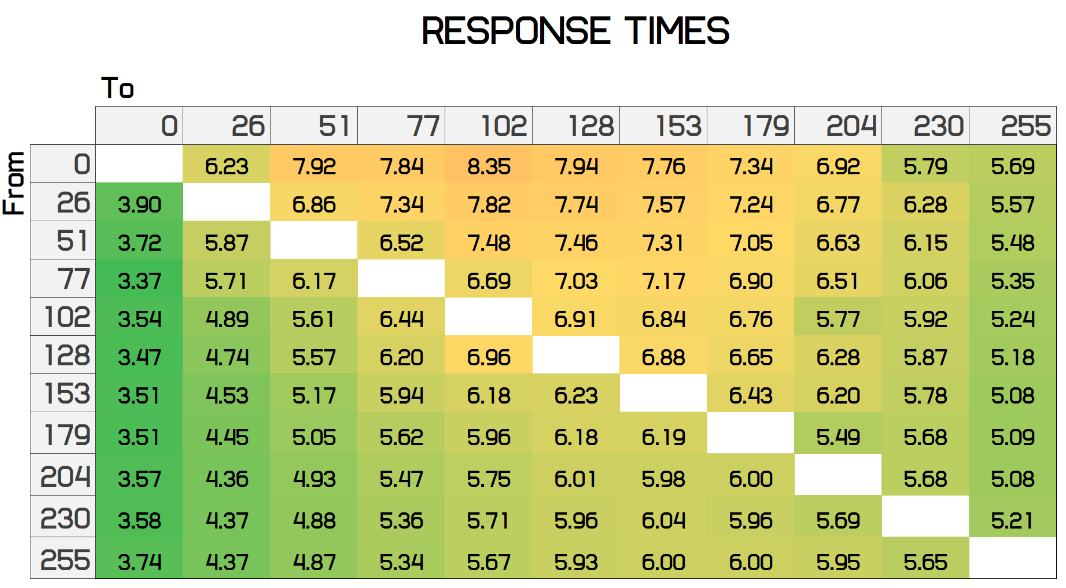 RESPONSE TIMES
To
0 26 51 77 102 128 153 179 204 230 255
From
0 6.23 7.92 7.84 8.35 7.94 7.76 7.34 6.92 5.79 5.69
26 3.90 6.86 7.34 7.82 7.74 7.57 7.24 6.77 6.28 5.57
51 3.72 5.87 6.52 7.48 7.46 7.31 7.05 6.63 6.15 5.48
77 3.37 5.71 6.17 6.69 7.03 7.17 6.90 6.51 6.06 5.35
102 3.54 4.89 5.61 6.44 6.91 6.84 6.76 5.77 5.92 5.24
128 3.47 4.74 5.57 6.20 6.96 6.88 6.65 6.28 5.87 5.18
153 3.51 4.53 5.17 5.94 6.18 6.23 6.43 6.20 5.78 5.08
179 3.51 4.45 5.05 5.62 5.96 6.18 6.19 5.49 5.68 5.09
204 3.57 4.36 4.93 5.47 5.75 6.01 5.98 6.00 5.68 5.08
230 3.58 4.37 4.88 5.36 5.71 5.96 6.04 5.96 5.69 5.21
255 3.74 4.37 4.87 5.34 5.67 5.93 6.00 6.00 5.95 5.65